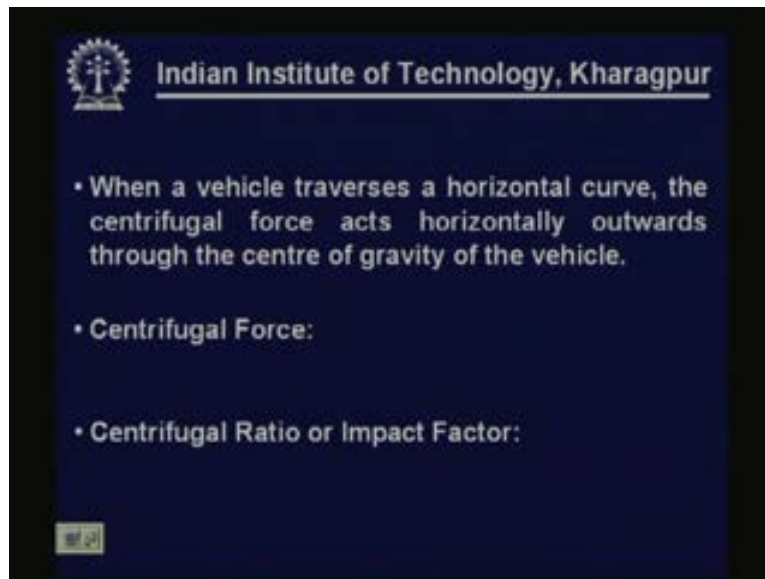 Indian Institute of Technology, Kharagpur
• When a vehicle traverses a horizontal curve, the
centrifugal force acts horizontally outwards
through the centre of gravity of the vehicle.
• Centrifugal Force:
• Centrifugal Ratio or Impact Factor: